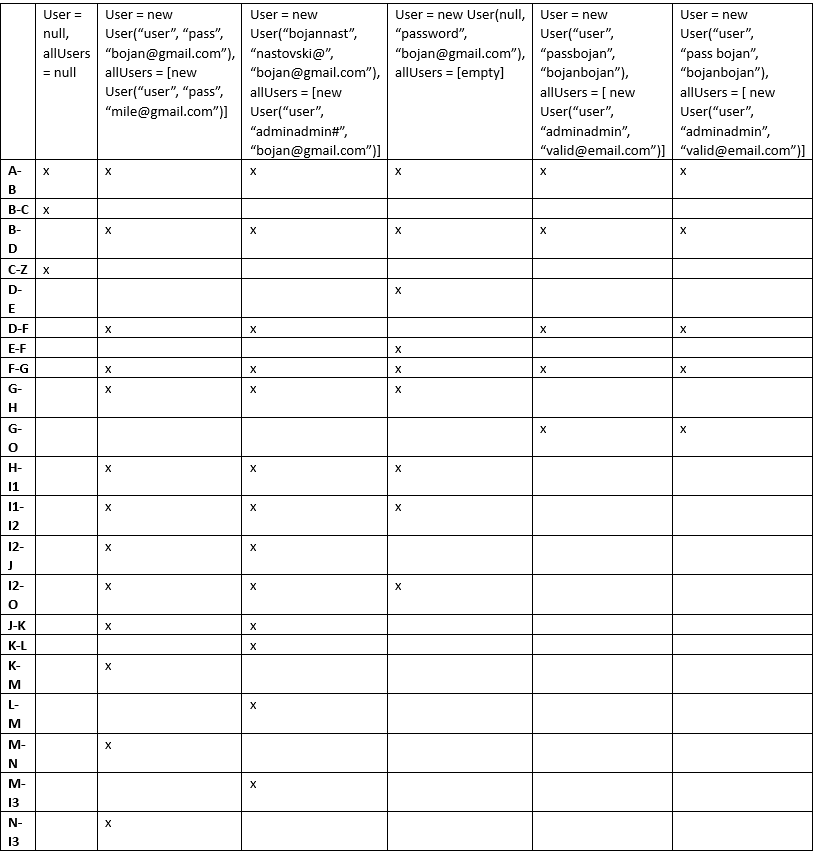 User =
null,
allUsers
= null
User = new
User(“user”, “pass”,
“bojan@gmail.com”),
allUsers = [new
User(“user”, “pass”,
“mile@gmail.com”)]
User = new
User(“bojannast”,
“nastovski@”,
“bojan@gmail.com”),
allUsers = [new
User(“user”,
“adminadmin#”,
“bojan@gmail.com”)]
User = new User(null,
“password”,
“bojan@gmail.com”),
allUsers = [empty]
User = new
User(“user”,
“passbojan”,
“bojanbojan”),
allUsers = [ new
User(“user”,
“adminadmin”,
“valid@email.com”)]
User = new
User(“user”,
“pass bojan”,
“bojanbojan”),
allUsers = [ new
User(“user”,
“adminadmin”,
“valid@email.com”)]
A- x x x x x x
B
B-C x
B- x x x x x
D
C-Z x
D- x
E
D-F x x x x
E-F x
F-G x x x x x
G- x x x
H
G- x x
O
H- x x x
I1
I1- x x x
I2
I2- x x
J
I2- x x x
O
J-K x x
K-L x
K- x
M
L- x
M
M- x
N
M- x
I3
N- x
I3